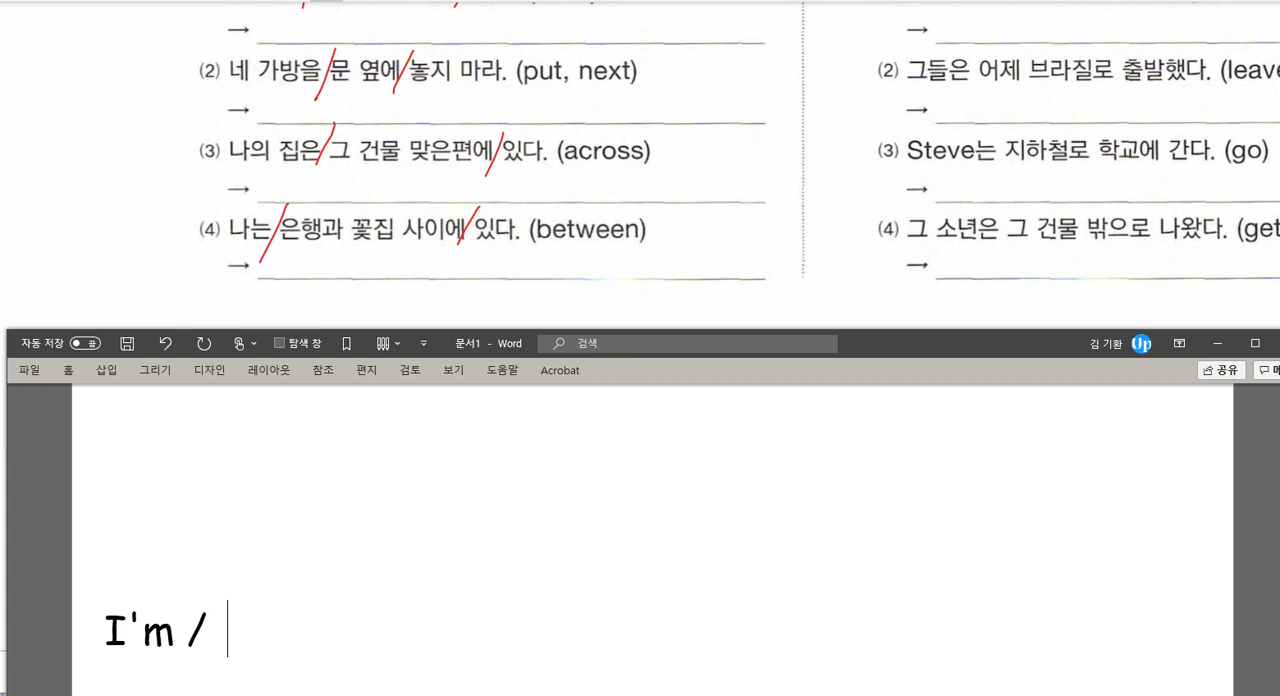 →
(2) 네 가방을/문 옆에/놓지 마라. (put, next)
→
(3) 나의 집은/그 건물 맞은편에/있다. (across)
→
(4) 나는/은행과 꽃집 사이에/있다. (between)
→
→
(2) 그들은 어제 브라질로 출발했다. (leave
→
(3) Steve는 지하철로 학교에 간다. (go)
→
(4) 그 소년은 그 건물 밖으로 나왔다. (get
→
자동 저장 끔 탐색 창 문서1 - Word 검색 김 기환 Up
파일 홈 삽입 그리기 디자인 레이아웃 참조 편지 검토 보기 도움말 Acrobat 공유 메
I'm /